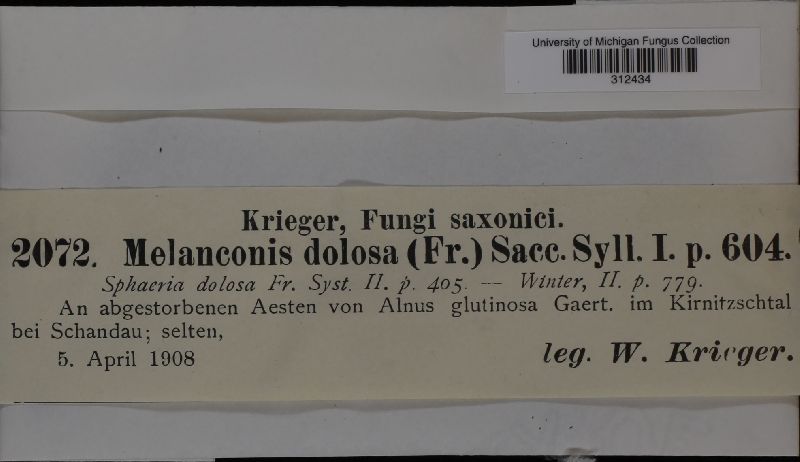 University of Michigan Fungus Collection
312434
Krieger, Fungi saxonici.
2072. Melanconis dolosa (Fr.) Sacc. Syll. I. p. 604.
Sphaeria dolosa Fr. Syst. II. p. 405. — Winter, II. p. 779.
An abgestorbenen Aesten von Alnus glutinosa Gaert. im Kirnitzschtal
bei Schandau; selten,
5. April 1908
leg. W. Krieger.